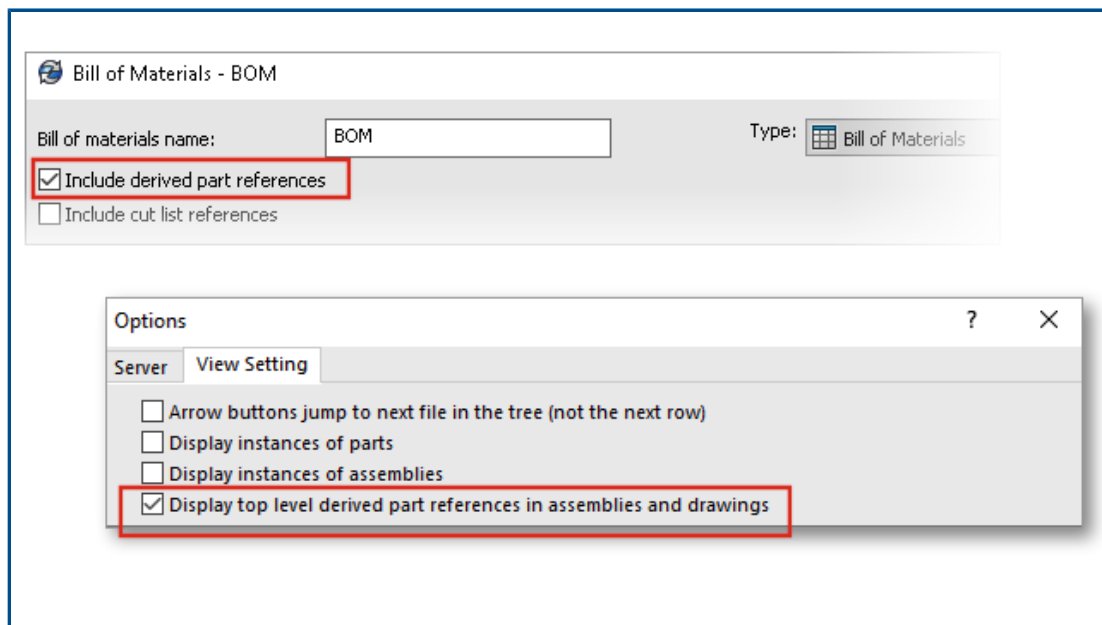 Bill of Materials - BOM
Bill of materials name: BOM Type: Bill of Materials
Include derived part references
Include cut list references
Options ? ×
Server View Setting
Arrow buttons jump to next file in the tree (not the next row)
Display instances of parts
Display instances of assemblies
Display top level derived part references in assemblies and drawings